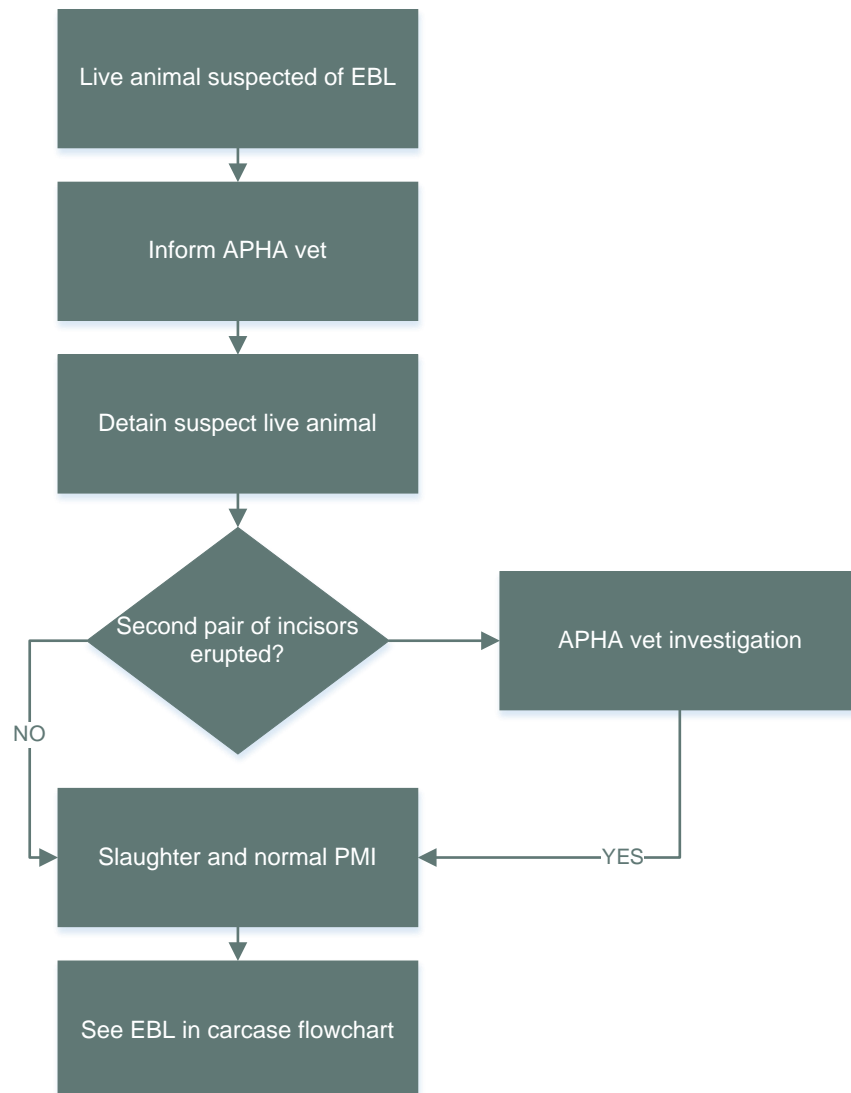 Live animal suspected of EBL
Inform APHA vet
Detain suspect live animal
Second pair of incisors
erupted?
APHA vet investigation
NO
Slaughter and normal PMI
YES
See EBL in carcase flowchart